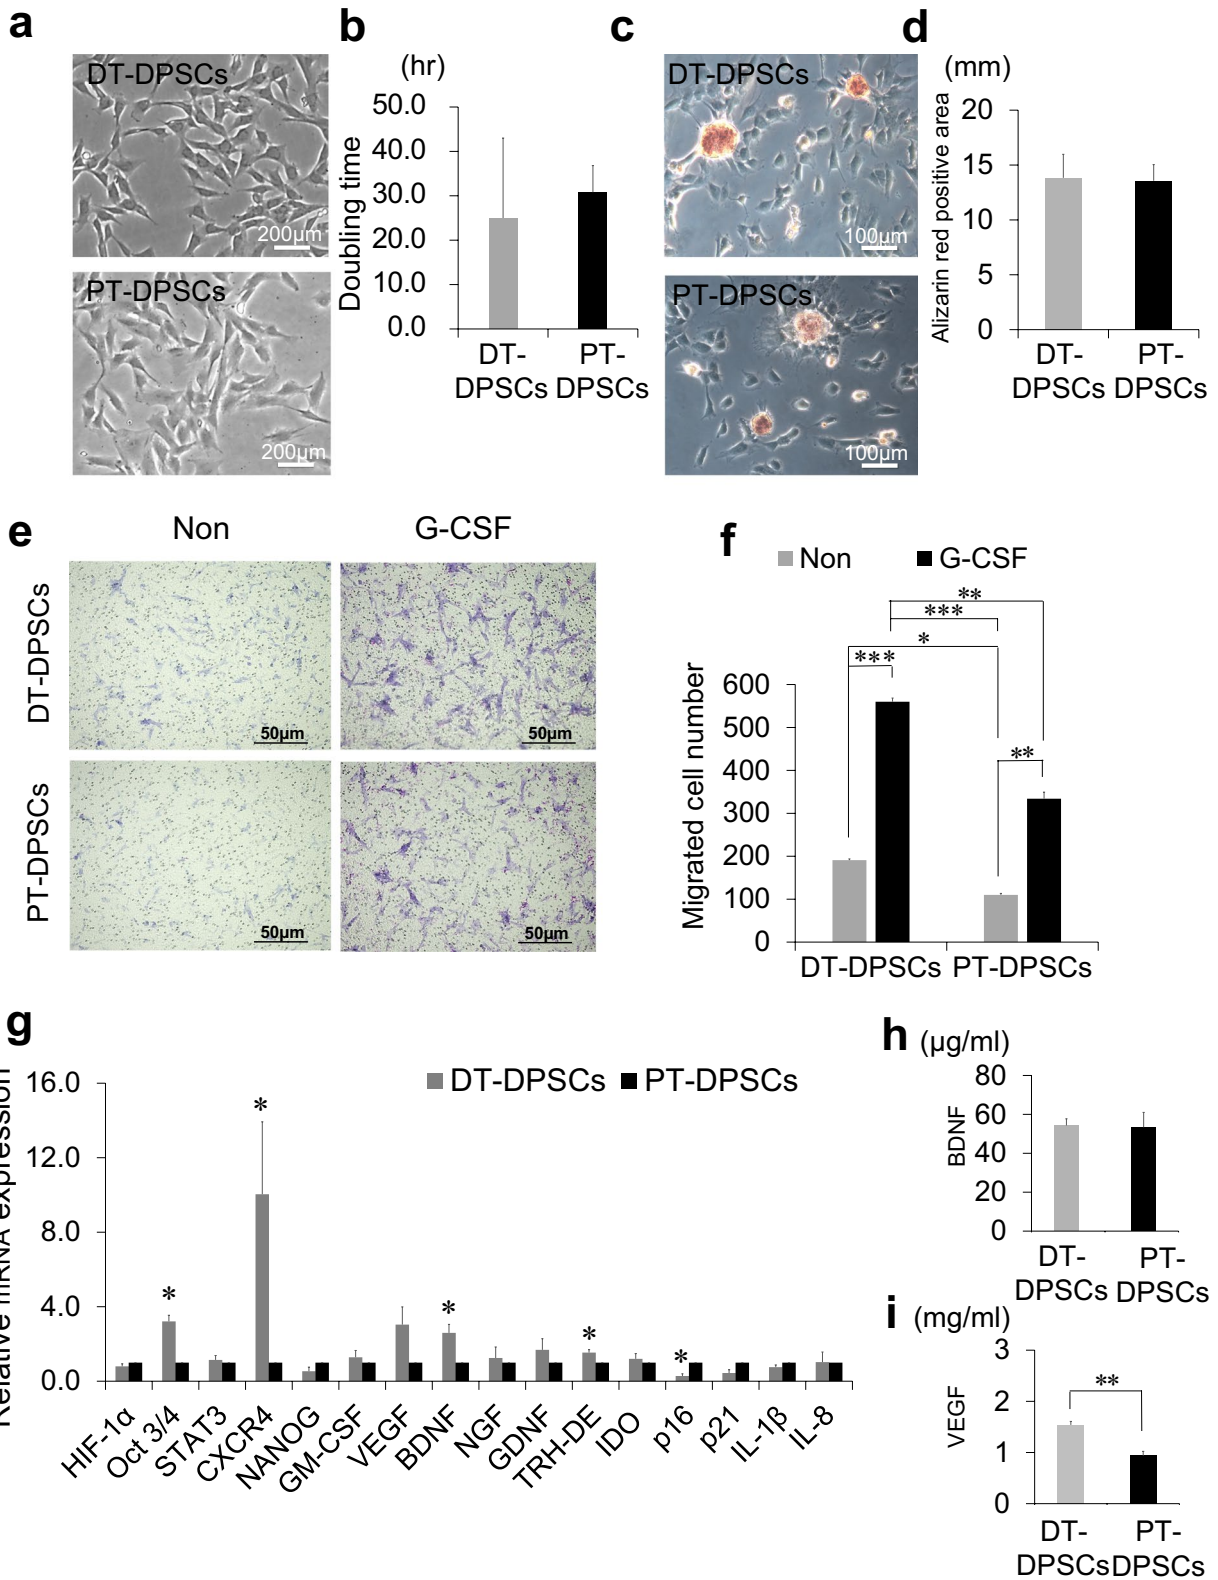 a
DT-DPSCs
200μm
PT-DPSCs
200μm
b
(hr)
Doubling time
50.0
40.0
30.0
20.0
10.0
0.0
DT-
DPSCs
PT-
DPSCs
c
DT-DPSCs
100μm
PT-DPSCs
100μm
d
(mm)
Alizarin red positive area
20
15
10
5
0
DT-
DPSCs
PT-
DPSCs
e
Non
G-CSF
DT-DPSCs
50μm
50μm
PT-DPSCs
50μm
50μm
f
Non
G-CSF
**
***
*
***
**
Migrated cell number
600
500
400
300
200
100
0
DT-DPSCs
PT-DPSCs
g
DT-DPSCs
PT-DPSCs
Relative mRNA expression
16.0
12.0
8.0
4.0
0.0
*
*
*
*
*
HIF-1α
Oct 3/4
STAT3
CXCR4
NANOG
GM-CSF
VEGF
BDNF
NGF
GDNF
TRH-DE
IDO
p16
p21
IL-1β
IL-8
h
(μg/ml)
BDNF
80
60
40
20
0
DT-
DPSCs
PT-
DPSCs
i
(mg/ml)
VEGF
3
2
1
0
**
DT-
DPSCs
PT-
DPSCs